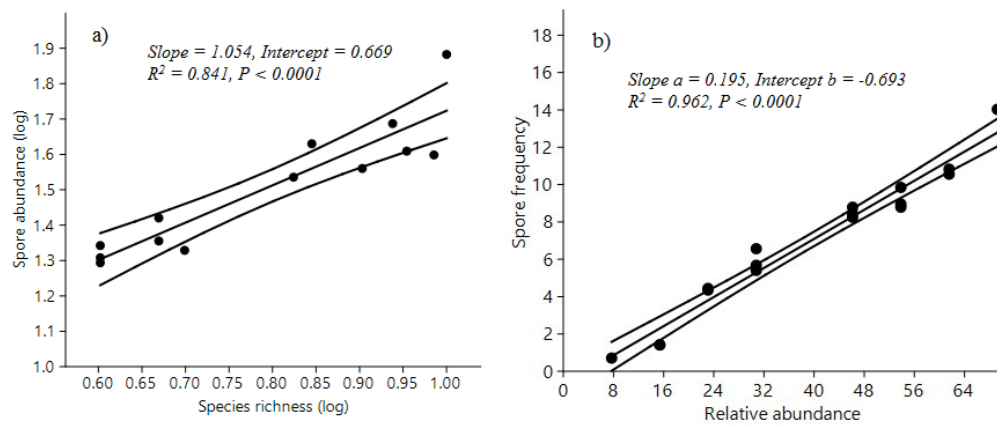 a)
Slope = 1.054, Intercept = 0.669
R² = 0.841, P < 0.0001
Spore abundance (log)
1.9
1.8
1.7
1.6
1.5
1.4
1.3
1.2
1.1
1.0
0.60 0.65 0.70 0.75 0.80 0.85 0.90 0.95 1.00
Species richness (log)
b)
Slope a = 0.195, Intercept b = -0.693
R² = 0.962, P < 0.0001
Spore frequency
18
16
14
12
10
8
6
4
2
0
0 8 16 24 32 40 48 56 64
Relative abundance